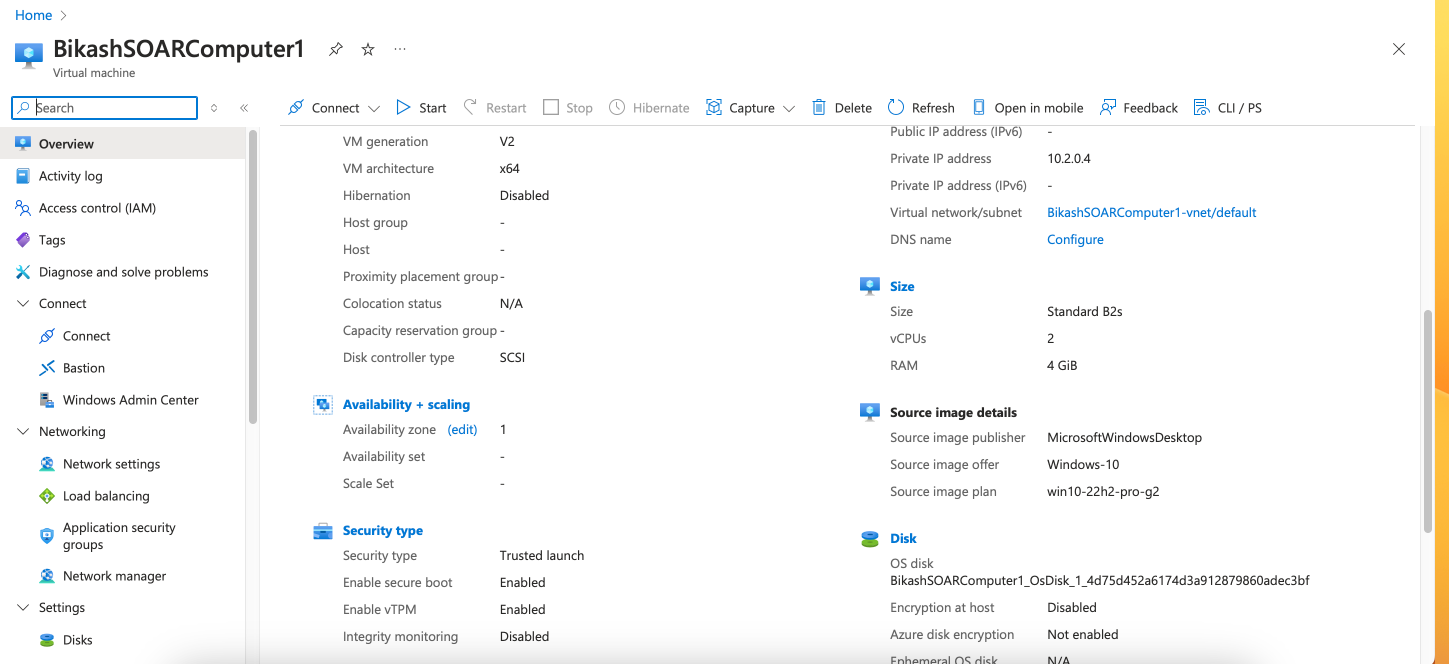 Home >
BikashSOARComputer1 ...
Virtual machine
Search
Connect Start Restart Stop Hibernate Capture Delete Refresh Open in mobile Feedback CLI / PS
Overview
Activity log
Access control (IAM)
Tags
Diagnose and solve problems
Connect
Connect
Bastion
Windows Admin Center
Networking
Network settings
Load balancing
Application security
groups
Network manager
Settings
Disks
VM generation V2
VM architecture x64
Hibernation Disabled
Host group -
Host -
Proximity placement group -
Colocation status N/A
Capacity reservation group -
Disk controller type SCSI
Availability + scaling
Availability zone (edit) 1
Availability set -
Scale Set -
Security type
Security type Trusted launch
Enable secure boot Enabled
Enable vTPM Enabled
Integrity monitoring Disabled
Public IP address (IPv6) -
Private IP address 10.2.0.4
Private IP address (IPv6) -
Virtual network/subnet BikashSOARComputer1-vnet/default
DNS name Configure
Size
Size Standard B2s
vCPUs 2
RAM 4 GiB
Source image details
Source image publisher MicrosoftWindowsDesktop
Source image offer Windows-10
Source image plan win10-22h2-pro-g2
Disk
OS disk
BikashSOARComputer1_OsDisk_1_4d75d452a6174d3a912879860adec3bf
Encryption at host Disabled
Azure disk encryption Not enabled
Ephemeral OS disk N/A